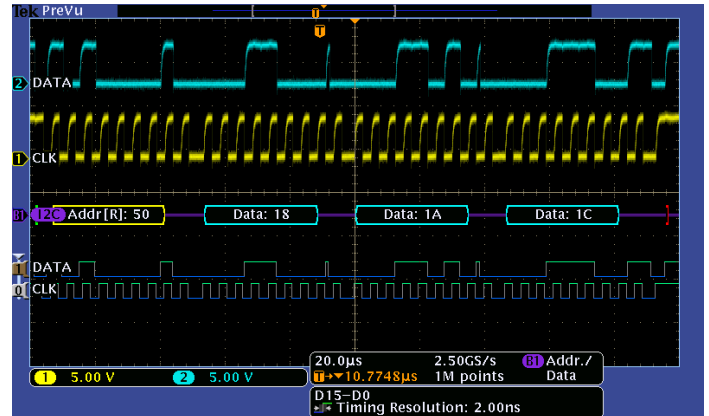 Tek PreVu
T
T
2 DATA
1 CLK
B1 I2C Addr[R]: 50 Data: 18 Data: 1A Data: 1C
1 DATA
0 CLK
1 5.00 V 2 5.00 V
20.0µs 2.50GS/s B1 Addr./
T→▼10.7748µs 1M points Data
D15-D0
Timing Resolution: 2.00ns